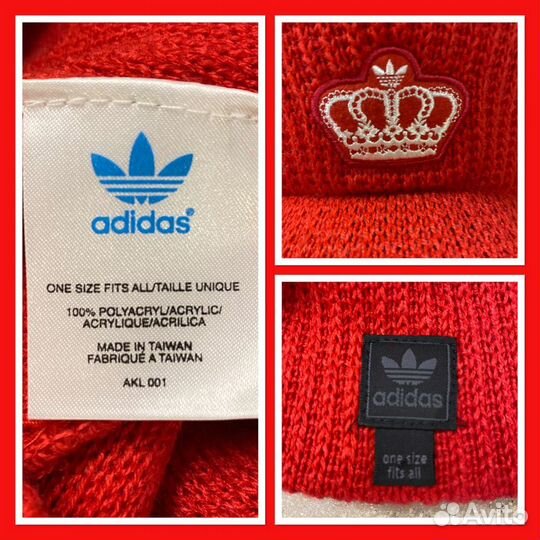 adidas®
ONE SIZE FITS ALL/TAILLE UNIQUE
100% POLYACRYL/ACRYLIC/
ACRYLIQUE/ACRILICA
MADE IN TAIWAN
FABRIQUÉ A TAIWAN
AKL 001
adidas
one size
fits all
Avito